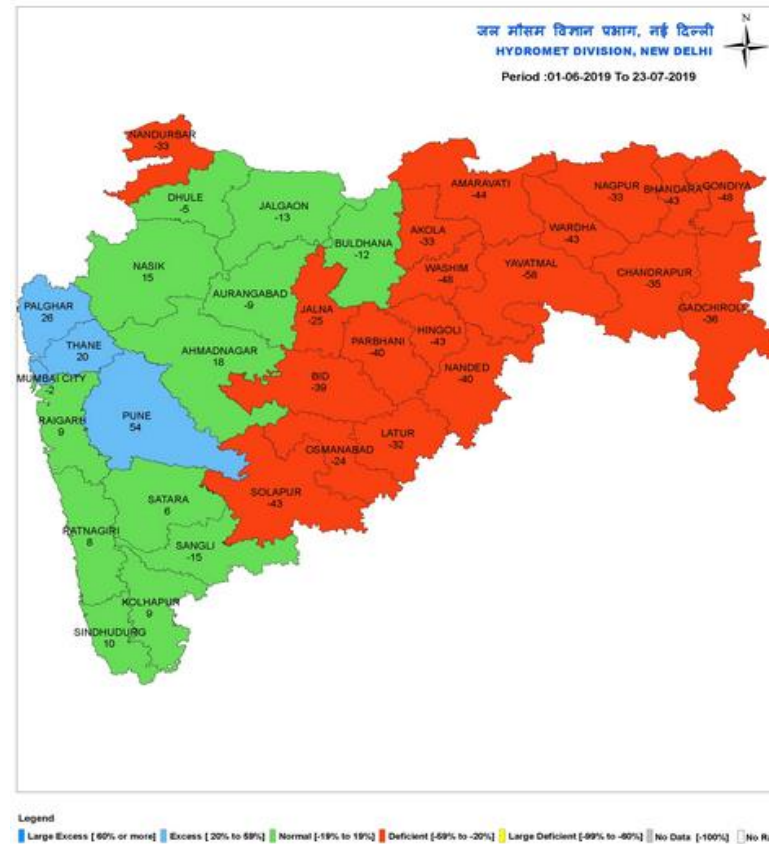 जल मौसम विज्ञान प्रभाग, नई दिल्ली
N
HYDROMET DIVISION, NEW DELHI
Period :01-06-2019 To 23-07-2019
NANDURBAR
-33
DHULE
-5
JALGAON
-13
BULDHANA
-12
AMARAVATI
-44
NAGPUR
-33
BHANDARA
-43
GONDIYA
-48
AKOLA
-33
WARDHA
-43
NASIK
15
AURANGABAD
-9
WASHIM
-48
YAVATMAL
-58
CHANDRAPUR
-35
PALGHAR
26
JALNA
-25
GADCHIROLI
-36
THANE
20
AHMADNAGAR
18
PARBHANI
-40
HINGOLI
-43
MUMBAI CITY
-2
BID
-39
NANDED
-40
RAIGARH
9
PUNE
54
LATUR
-32
OSMANABAD
-24
SATARA
6
SOLAPUR
-43
RATNAGIRI
8
SANGLI
-15
KOLHAPUR
9
SINDHUDURG
10
Legend
Large Excess [ 60% or more] Excess [ 20% to 59%] Normal [-19% to 19%] Deficient [-59% to -20%] Large Deficient [-99% to -60%] No Data [-100%] No Ra